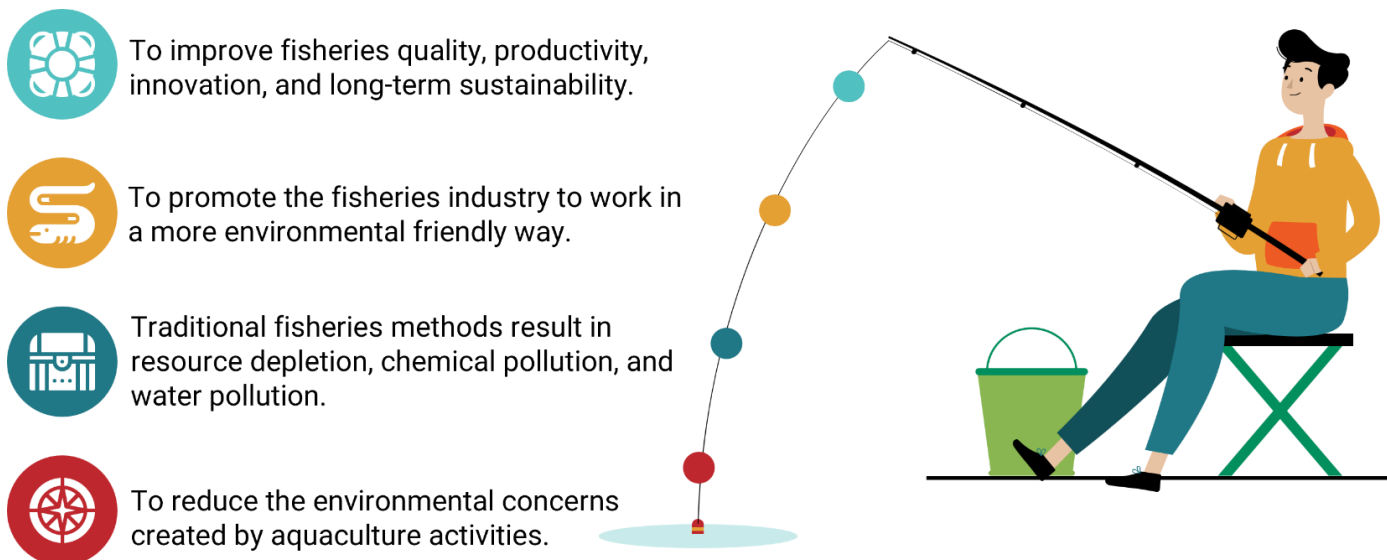 To improve fisheries quality, productivity,
innovation, and long-term sustainability.
To promote the fisheries industry to work in
a more environmental friendly way.
Traditional fisheries methods result in
resource depletion, chemical pollution, and
water pollution.
To reduce the environmental concerns
created by aquaculture activities.